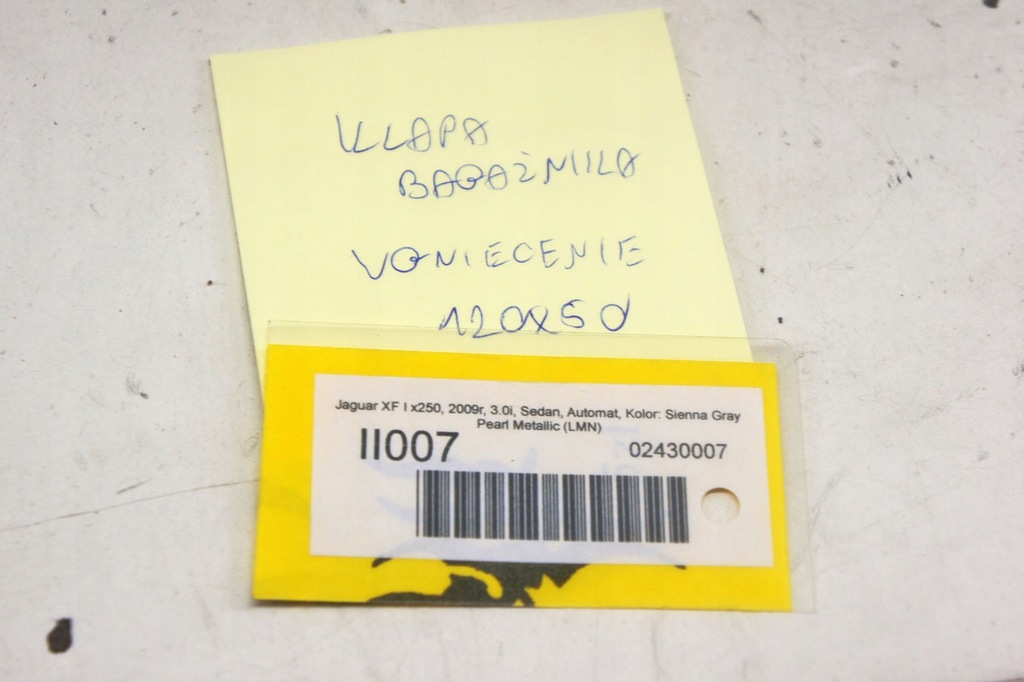 KLAPA
BAGAŻNIKA
WGNIECENIE
120X50
Jaguar XF I x250, 2009r, 3.0i, Sedan, Automat, Kolor: Sienna Gray
Pearl Metallic (LMN)
II007
02430007